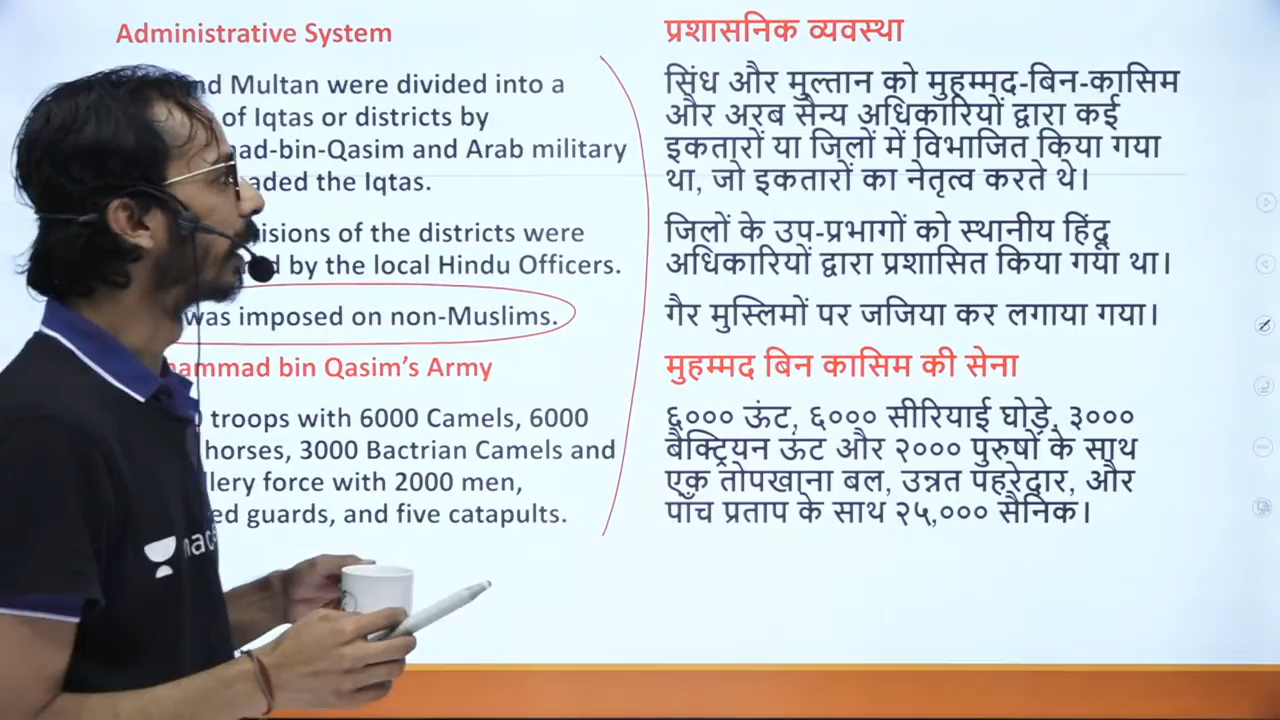 Administrative System
nd Multan were divided into a
of Iqtas or districts by
ad-bin-Qasim and Arab military
aded the Iqtas.
isions of the districts were
d by the local Hindu Officers.
was imposed on non-Muslims.
ammad bin Qasim's Army
0 troops with 6000 Camels, 6000
horses, 3000 Bactrian Camels and
llery force with 2000 men,
ed guards, and five catapults.
प्रशासनिक व्यवस्था
सिंध और मुल्तान को मुहम्मद-बिन-कासिम
और अरब सैन्य अधिकारियों द्वारा कई
इकतारों या जिलों में विभाजित किया गया
था, जो इकतारों का नेतृत्व करते थे।
जिलों के उप-प्रभागों को स्थानीय हिंदू
अधिकारियों द्वारा प्रशासित किया गया था।
गैर मुस्लिमों पर जजिया कर लगाया गया।
मुहम्मद बिन कासिम की सेना
६००० ऊंट, ६००० सीरियाई घोड़े, ३०००
बैक्ट्रियन ऊंट और २००० पुरुषों के साथ
एक तोपखाना बल, उन्नत पहरेदार, और
पाँच प्रताप के साथ २५,००० सैनिक।
nac